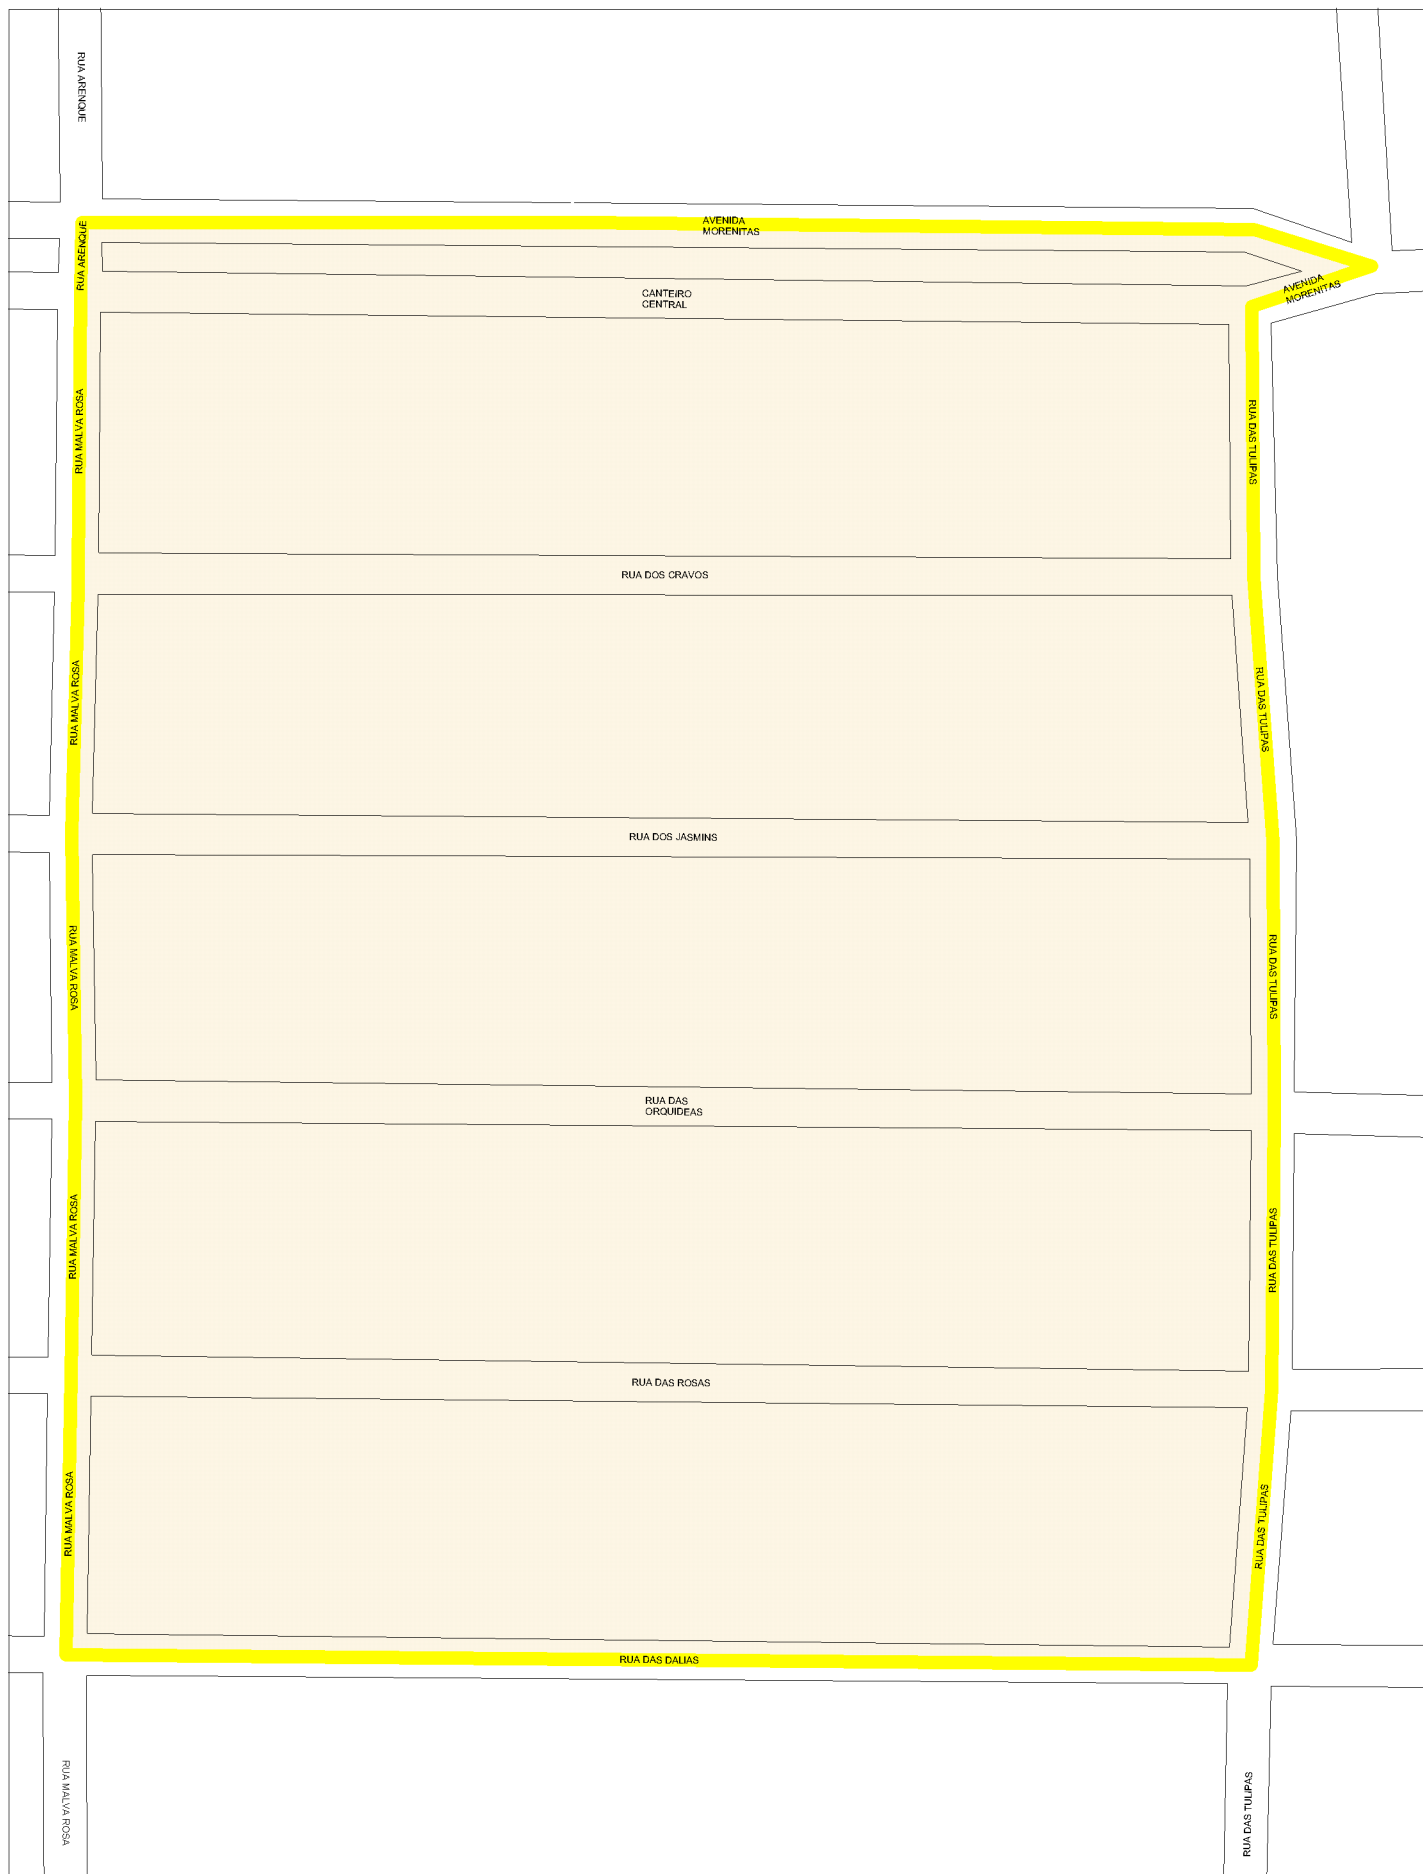 RUA ARENQUE
AVENIDA
MORENITAS
RUA ARENQUE
AVENIDA
MORENITAS
CANTEIRO
CENTRAL
RUA MALVA ROSA
RUA DAS TULIPAS
RUA DOS CRAVOS
RUA MALVA ROSA
RUA DAS TULIPAS
RUA DOS JASMINS
RUA MALVA ROSA
RUA DAS TULIPAS
RUA DAS
ORQUIDEAS
RUA MALVA ROSA
RUA DAS TULIPAS
RUA DAS ROSAS
RUA MALVA ROSA
RUA DAS TULIPAS
RUA DAS DALIAS
RUA MALVA ROSA
RUA DAS TULIPAS